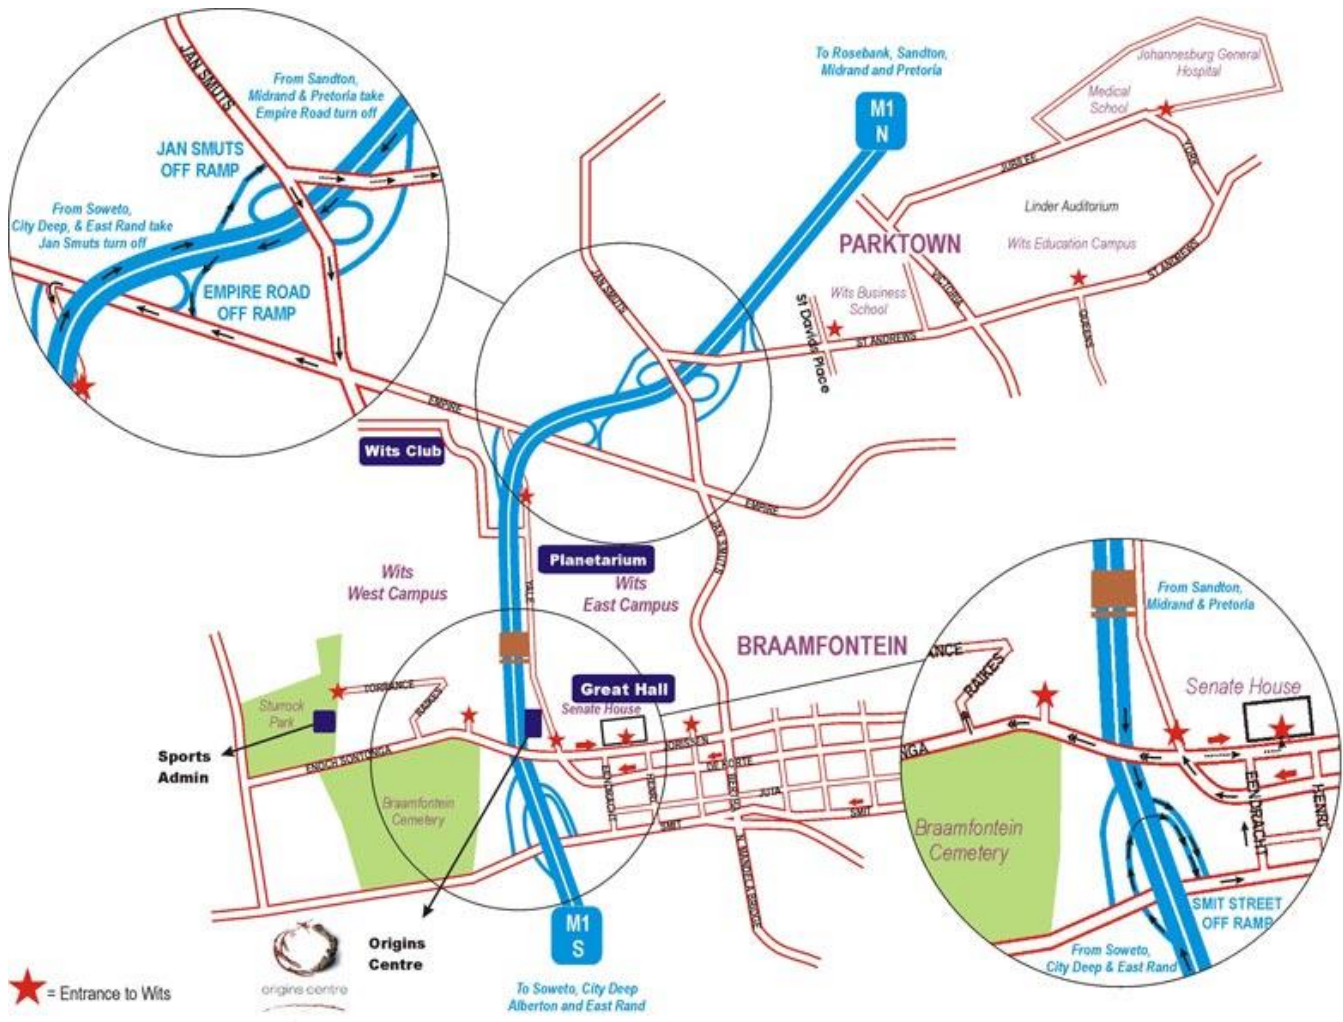 JAN SMUTS
From Sandton,
Midrand & Pretoria take
Empire Road turn off
JAN SMUTS
OFF RAMP
From Soweto,
City Deep, & East Rand take
Jan Smuts turn off
EMPIRE ROAD
OFF RAMP
To Rosebank, Sandton,
Midrand and Pretoria
M1
N
Johannesburg General
Hospital
Medical
School
JUBILEE
YORK
Linder Auditorium
Wits Education Campus
PARKTOWN
VICTORIA
ST ANDREWS
Wits Business
School
St Davids Place
ST ANDREWS
QUEENS
JAN SMUTS
EMPIRE
Wits Club
EMPIRE
JAN SMUTS
Planetarium
Wits
West Campus
Wits
East Campus
YALE
BRAAMFONTEIN
Great Hall
Senate House
TORRANCE
RAIKES
Sturrock
Park
Sports
Admin
ENOCH SONTONGA
JORISSEN
DE KORTE
EENDRACHT
HENRI
BERTHA
JUTA
SMIT
SMIT
N. MANDELA BRIDGE
Braamfontein
Cemetery
M1
S
Origins
Centre
origins centre
To Soweto, City Deep
Alberton and East Rand
= Entrance to Wits
From Sandton,
Midrand & Pretoria
ANCE
RAIKES
Senate House
NGA
EENDRACHT
HENRI
Braamfontein
Cemetery
SMIT STREET
OFF RAMP
From Soweto,
City Deep & East Rand